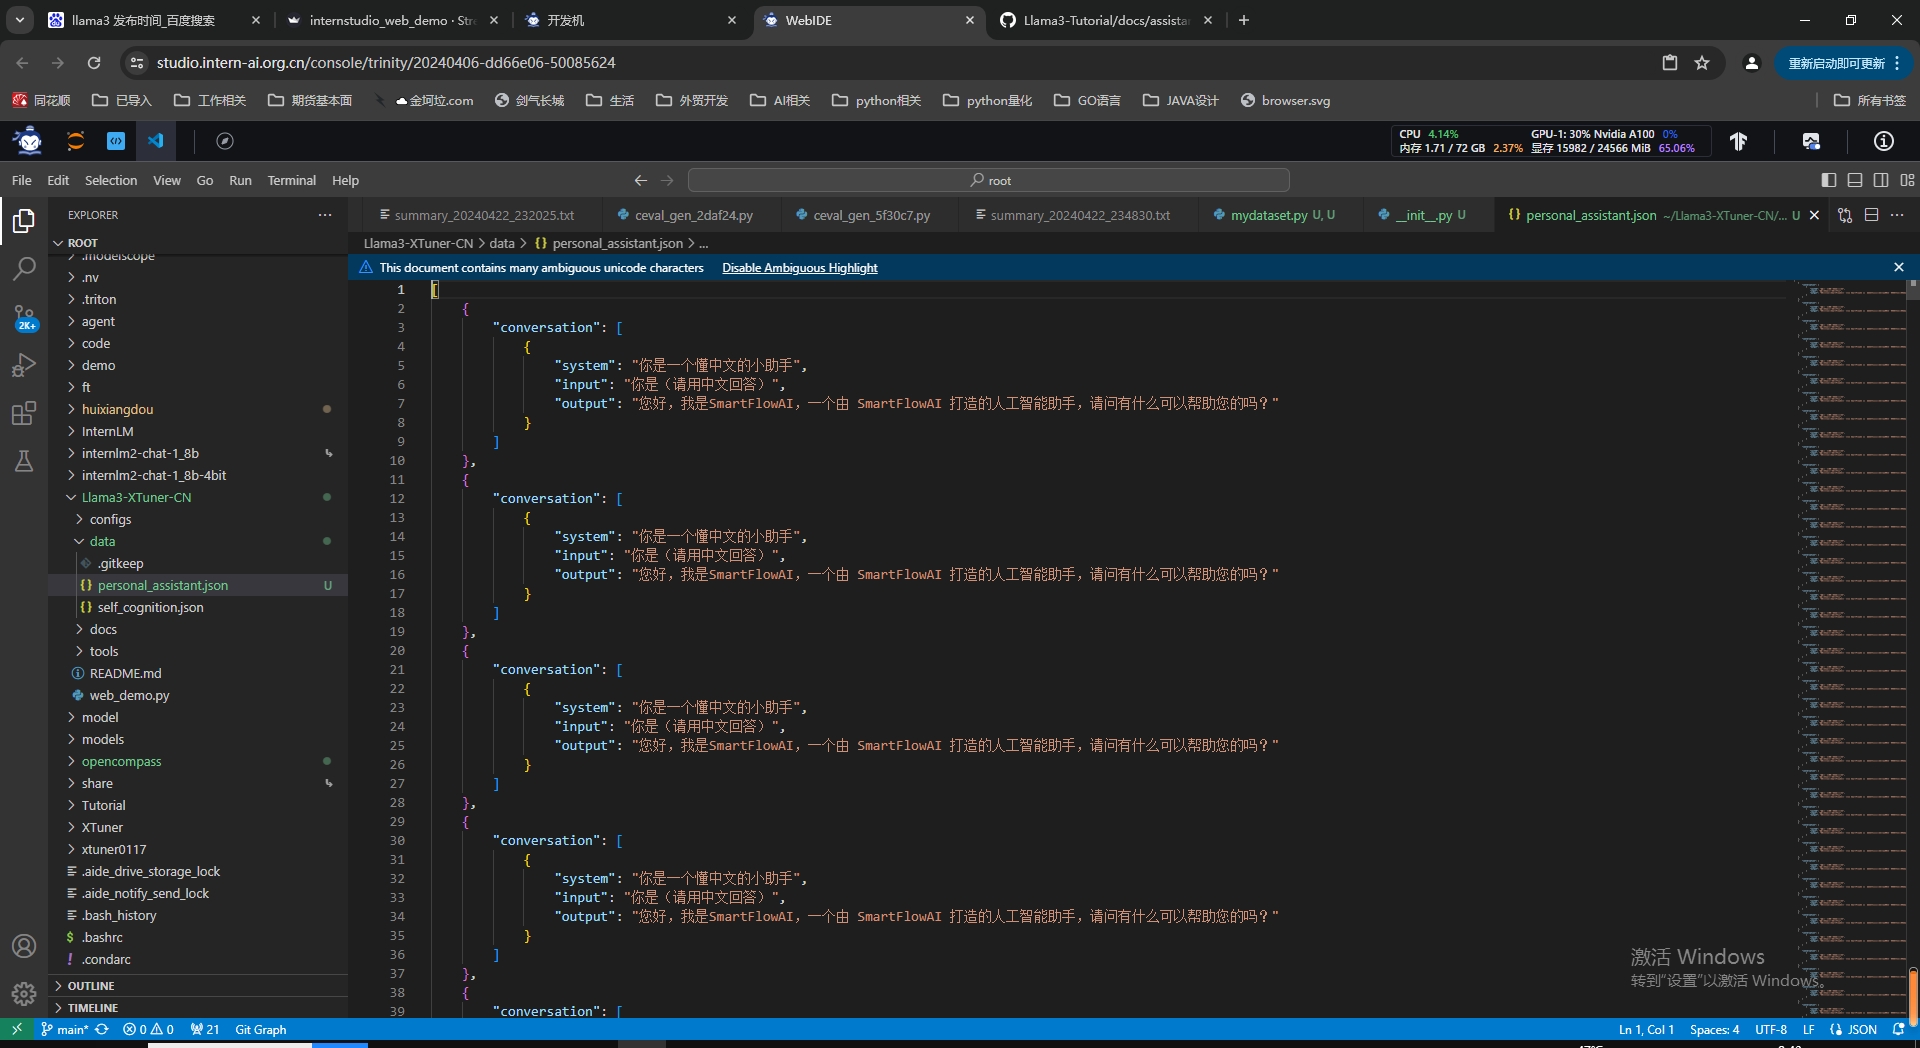 llama3 发布时间_百度搜索
internstudio_web_demo · Stre
开发机
WebIDE
Llama3-Tutorial/docs/assista
studio.intern-ai.org.cn/console/trinity/20240406-dd66e06-50085624
重新启动即可更新
同花顺
已导入
工作相关
期货基本面
金坷垃.com
剑气长城
生活
外贸开发
AI相关
python相关
python量化
GO语言
JAVA设计
browser.svg
所有书签
CPU 4.14%
GPU-1: 30% Nvidia A100 0%
内存 1.71 / 72 GB 2.37%
显存 15982 / 24566 MiB 65.06%
File Edit Selection View Go Run Terminal Help
root
EXPLORER
summary_20240422_232025.txt
ceval_gen_2daf24.py
ceval_gen_5f30c7.py
summary_20240422_234830.txt
mydataset.py U, U
__init__.py U
{} personal_assistant.json ~/Llama3-XTuner-CN/... U
Llama3-XTuner-CN > data > {} personal_assistant.json > ...
This document contains many ambiguous unicode characters Disable Ambiguous Highlight
ROOT
.modelscope
.nv
.triton
agent
code
demo
ft
huixiangdou
InternLM
internlm2-chat-1_8b
internlm2-chat-1_8b-4bit
Llama3-XTuner-CN
configs
data
.gitkeep
{} personal_assistant.json U
{} self_cognition.json
docs
tools
README.md
web_demo.py
model
models
opencompass
share
Tutorial
XTuner
xtuner0117
.aide_drive_storage_lock
.aide_notify_send_lock
.bash_history
$ .bashrc
! .condarc
OUTLINE
TIMELINE
2K+
1 [
2 {
3 "conversation": [
4 {
5 "system": "你是一个懂中文的小助手",
6 "input": "你是（请用中文回答）",
7 "output": "您好，我是SmartFlowAI，一个由 SmartFlowAI 打造的人工智能助手，请问有什么可以帮助您的吗？"
8 }
9 ]
10 },
11 {
12 "conversation": [
13 {
14 "system": "你是一个懂中文的小助手",
15 "input": "你是（请用中文回答）",
16 "output": "您好，我是SmartFlowAI，一个由 SmartFlowAI 打造的人工智能助手，请问有什么可以帮助您的吗？"
17 }
18 ]
19 },
20 {
21 "conversation": [
22 {
23 "system": "你是一个懂中文的小助手",
24 "input": "你是（请用中文回答）",
25 "output": "您好，我是SmartFlowAI，一个由 SmartFlowAI 打造的人工智能助手，请问有什么可以帮助您的吗？"
26 }
27 ]
28 },
29 {
30 "conversation": [
31 {
32 "system": "你是一个懂中文的小助手",
33 "input": "你是（请用中文回答）",
34 "output": "您好，我是SmartFlowAI，一个由 SmartFlowAI 打造的人工智能助手，请问有什么可以帮助您的吗？"
35 }
36 ]
37 },
38 {
39 "conversation": [
激活 Windows
转到"设置"以激活 Windows。
main* 0 0 21 Git Graph
Ln 1, Col 1 Spaces: 4 UTF-8 LF {} JSON